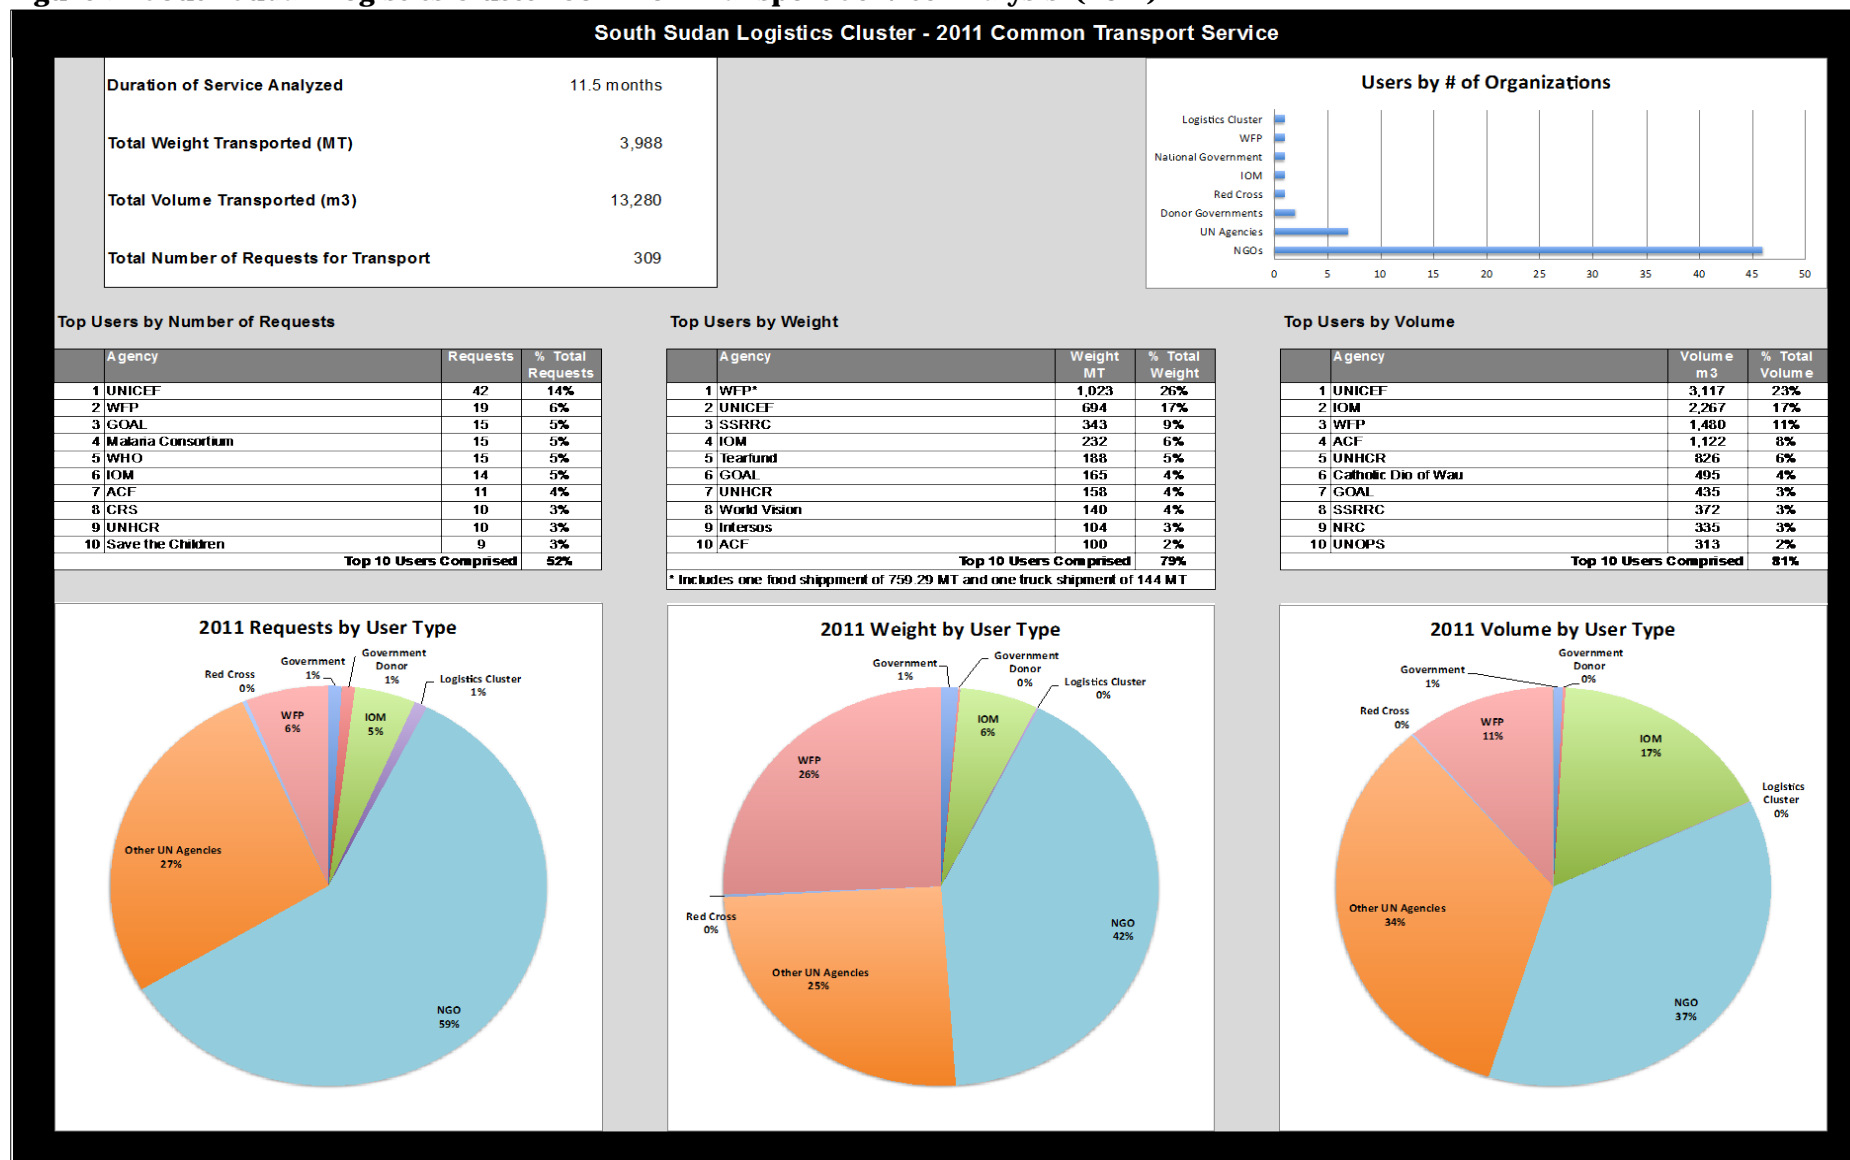 South Sudan Logistics Cluster - 2011 Common Transport Service
Duration of Service Analyzed 11.5 months
Total Weight Transported (MT) 3,988
Total Volume Transported (m3) 13,280
Total Number of Requests for Transport 309
Users by # of Organizations
Logistics Cluster
WFP
National Government
IOM
Red Cross
Donor Governments
UN Agencies
NGOs
0 5 10 15 20 25 30 35 40 45 50
Top Users by Number of Requests
Agency Requests % Total Requests
1 UNICEF 42 14%
2 WFP 19 6%
3 GOAL 15 5%
4 Malaria Consortium 15 5%
5 WHO 15 5%
6 IOM 14 5%
7 ACF 11 4%
8 CRS 10 3%
9 UNHCR 10 3%
10 Save the Children 9 3%
Top 10 Users Comprised 52%
Top Users by Weight
Agency Weight MT % Total Weight
1 WFP* 1,023 26%
2 UNICEF 694 17%
3 SSRRC 343 9%
4 IOM 232 6%
5 Tearfund 188 5%
6 GOAL 165 4%
7 UNHCR 158 4%
8 World Vision 140 4%
9 Intersos 104 3%
10 ACF 100 2%
Top 10 Users Comprised 79%
* Includes one food shippment of 759.29 MT and one truck shipment of 144 MT
Top Users by Volume
Agency Volume m3 % Total Volume
1 UNICEF 3,117 23%
2 IOM 2,267 17%
3 WFP 1,480 11%
4 ACF 1,122 8%
5 UNHCR 826 6%
6 Catholic Dio of Wau 495 4%
7 GOAL 435 3%
8 SSRRC 372 3%
9 NRC 335 3%
10 UNOPS 313 2%
Top 10 Users Comprised 81%
2011 Requests by User Type
Red Cross
0%
Government
1%
Government
Donor
1%
Logistics Cluster
1%
WFP
6%
IOM
5%
Other UN Agencies
27%
NGO
59%
2011 Weight by User Type
Government
1%
Government
Donor
0%
Logistics Cluster
0%
IOM
6%
WFP
26%
Red Cross
0%
NGO
42%
Other UN Agencies
25%
2011 Volume by User Type
Government
Donor
0%
Government
1%
Red Cross
0%
WFP
11%
IOM
17%
Logistics
Cluster
0%
Other UN Agencies
34%
NGO
37%